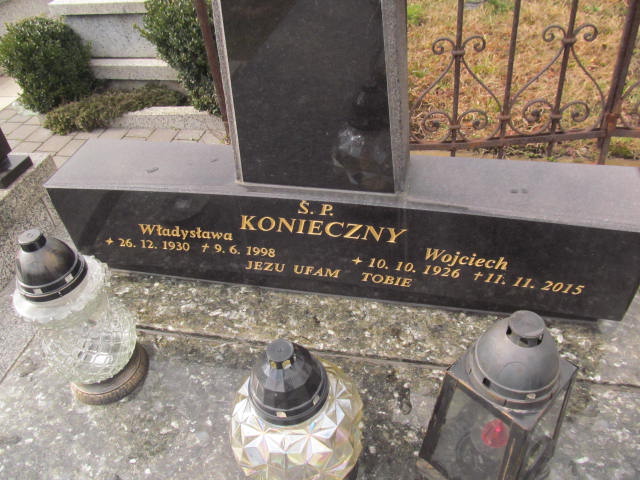 Ś. P.
KONIECZNY
Władysława
✦ 26. 12. 1930 ✝ 9. 6. 1998
Wojciech
✦ 10. 10. 1926 ✝ 11. 11. 2015
JEZU UFAM TOBIE